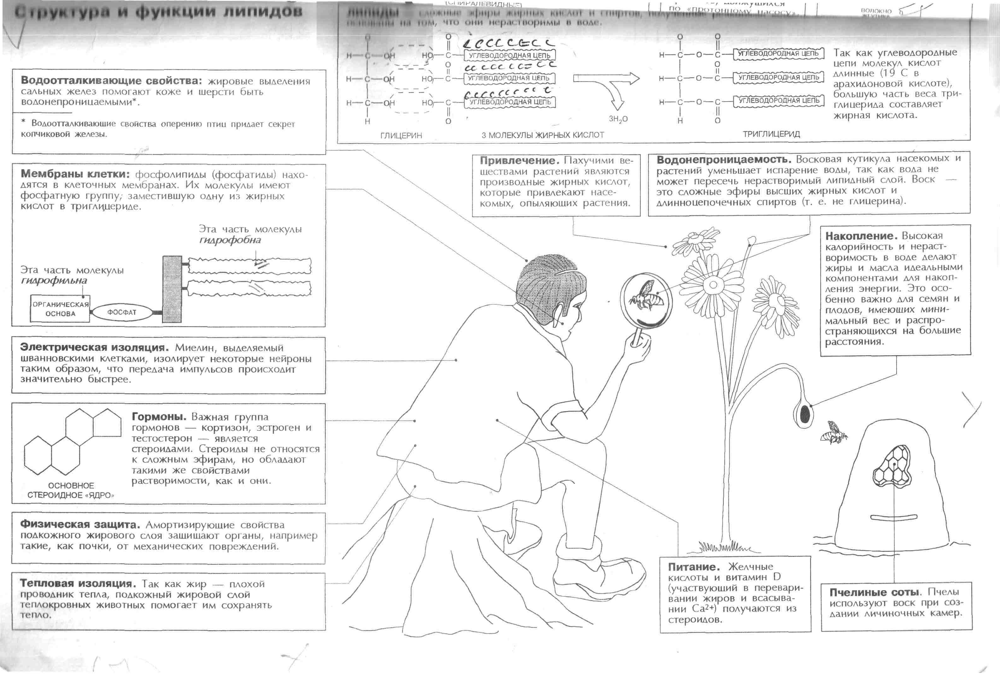 Структура и функции липидов
(СПИРАЛЕВИДНЫЕ)
ПО «ПРОТОННОМУ НАСОСУ»
ВОЛОКНО
ЛИПИДЫ сложные эфиры жирных кислот и спиртов, полученные
основаны на том, что они нерастворимы в воде.
O O
H—C—OH HO—C— УГЛЕВОДОРОДНАЯ ЦЕПЬ
O
H—C—OH HO—C— УГЛЕВОДОРОДНАЯ ЦЕПЬ
H—C—OH HO—C— УГЛЕВОДОРОДНАЯ ЦЕПЬ
H O
ГЛИЦЕРИН
3 МОЛЕКУЛЫ ЖИРНЫХ КИСЛОТ
3H₂O
O O
H—C—O—C— УГЛЕВОДОРОДНАЯ ЦЕПЬ
O
H—C—O—C— УГЛЕВОДОРОДНАЯ ЦЕПЬ
H—C—O—C— УГЛЕВОДОРОДНАЯ ЦЕПЬ
H O
ТРИГЛИЦЕРИД
Так как углеводородные
цепи молекул кислот
длинные (19 С в
арахидоновой кислоте),
большую часть веса три-
глицерида составляет
жирная кислота.
Водоотталкивающие свойства: жировые выделения
сальных желез помогают коже и шерсти быть
водонепроницаемыми*.
* Водоотталкивающие свойства оперению птиц придает секрет
копчиковой железы.
Мембраны клетки: фосфолипиды (фосфатиды) нахо-
дятся в клеточных мембранах. Их молекулы имеют
фосфатную группу, заместившую одну из жирных
кислот в триглицериде.
Эта часть молекулы
гидрофобна
Эта часть молекулы
гидрофильна
ОРГАНИЧЕСКАЯ
ОСНОВА
ФОСФАТ
Электрическая изоляция. Миелин, выделяемый
шванновскими клетками, изолирует некоторые нейроны
таким образом, что передача импульсов происходит
значительно быстрее.
Гормоны. Важная группа
гормонов — кортизон, эстроген и
тестостерон — является
стероидами. Стероиды не относятся
к сложным эфирам, но обладают
такими же свойствами
растворимости, как и они.
ОСНОВНОЕ
СТЕРОИДНОЕ «ЯДРО»
Физическая защита. Амортизирующие свойства
подкожного жирового слоя защищают органы, например
такие, как почки, от механических повреждений.
Тепловая изоляция. Так как жир — плохой
проводник тепла, подкожный жировой слой
теплокровных животных помогает им сохранять
тепло.
Привлечение. Пахучими ве-
ществами растений являются
производные жирных кислот,
которые привлекают насе-
комых, опыляющих растения.
Водонепроницаемость. Восковая кутикула насекомых и
растений уменьшает испарение воды, так как вода не
может пересечь нерастворимый липидный слой. Воск —
это сложные эфиры высших жирных кислот и
длинноцепочечных спиртов (т. е. не глицерина).
Накопление. Высокая
калорийность и нераст-
воримость в воде делают
жиры и масла идеальными
компонентами для накоп-
ления энергии. Это осо-
бенно важно для семян и
плодов, имеющих мини-
мальный вес и распро-
страняющихся на большие
расстояния.
Питание. Желчные
кислоты и витамин D
(участвующий в перевари-
вании жиров и всасыва-
нии Ca2+) получаются из
стероидов.
Пчелиные соты. Пчелы
используют воск при соз-
дании личиночных камер.